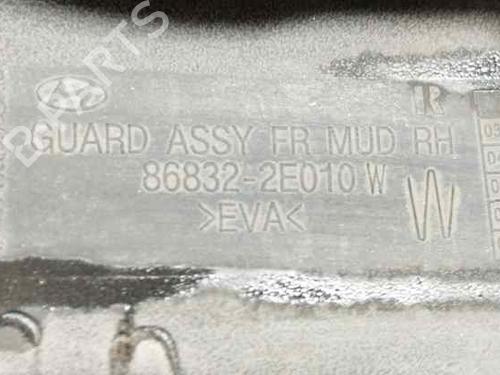 R
GUARD ASSY FR MUD RH
86832-2E010 W
>EVA<
W